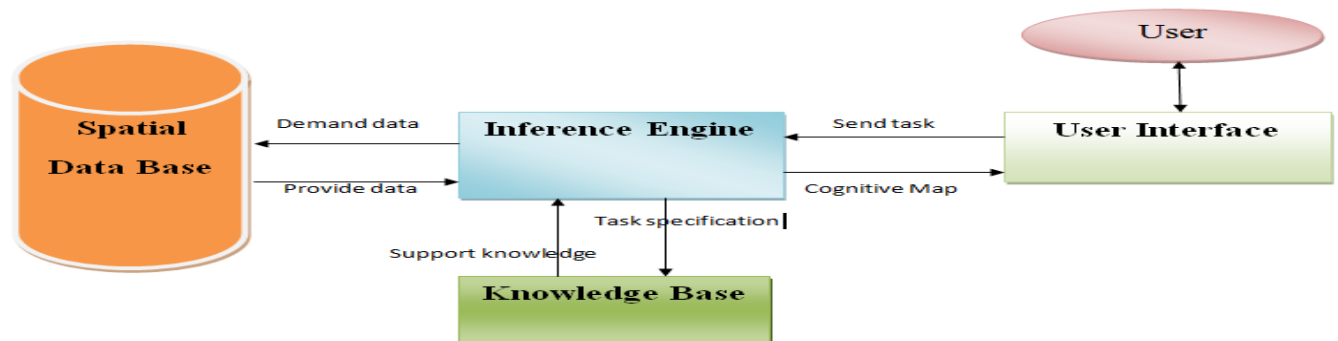 User
Spatial
Data Base
Demand data
Inference Engine
Send task
User Interface
Provide data
Cognitive Map
Task specification
Support knowledge
Knowledge Base